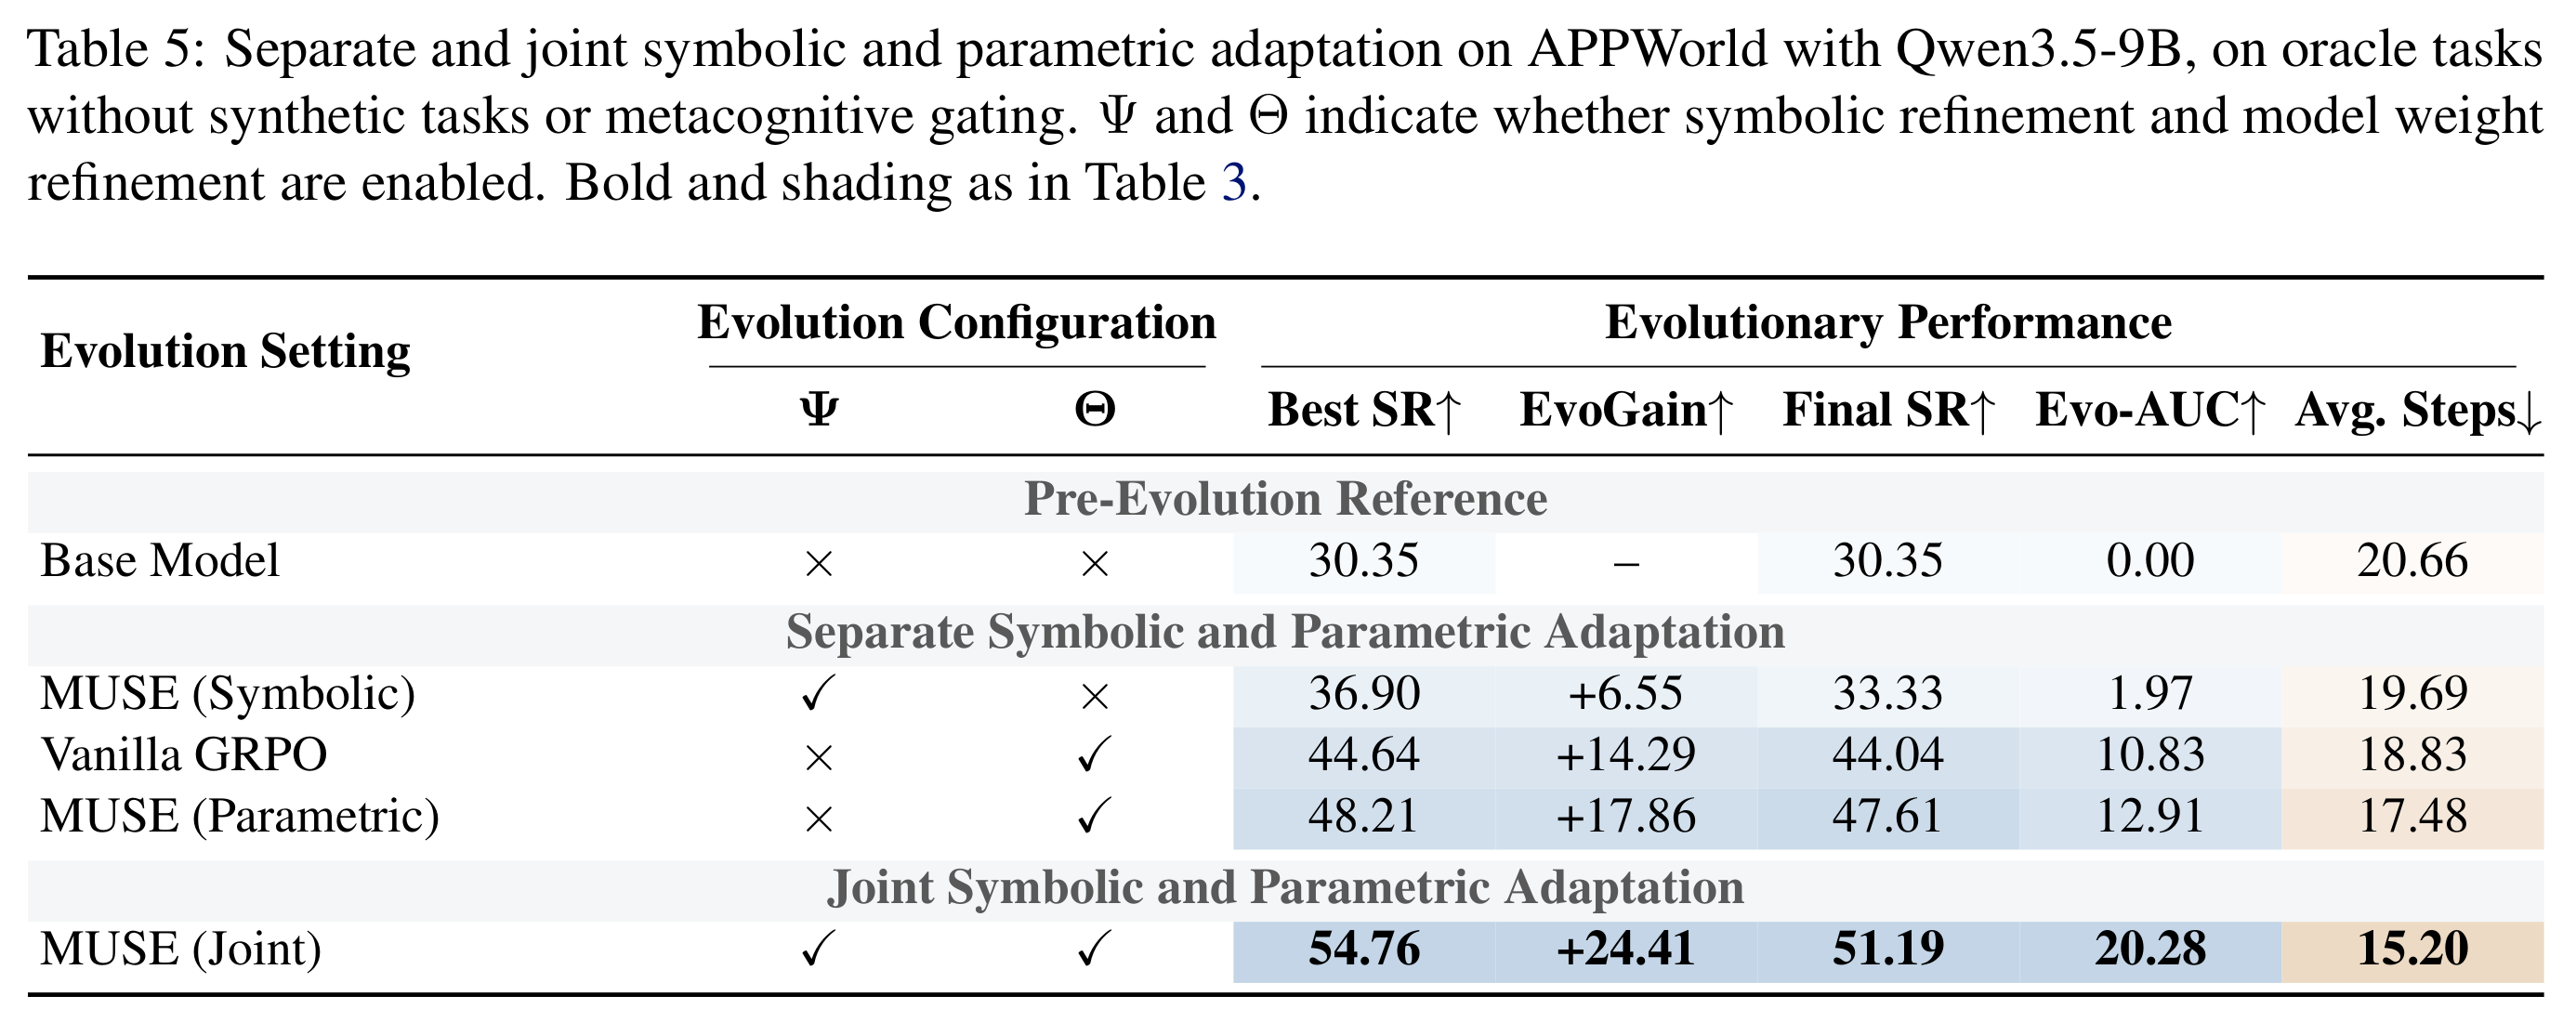 Table 5: Separate and joint symbolic and parametric adaptation on APPWorld with Qwen3.5-9B, on oracle tasks
without synthetic tasks or metacognitive gating. Ψ and Θ indicate whether symbolic refinement and model weight
refinement are enabled. Bold and shading as in Table 3.
Evolution Setting Evolution Configuration Evolutionary Performance
Ψ Θ Best SR↑ EvoGain↑ Final SR↑ Evo-AUC↑ Avg. Steps↓
Pre-Evolution Reference
Base Model × × 30.35 – 30.35 0.00 20.66
Separate Symbolic and Parametric Adaptation
MUSE (Symbolic) ✓ × 36.90 +6.55 33.33 1.97 19.69
Vanilla GRPO × ✓ 44.64 +14.29 44.04 10.83 18.83
MUSE (Parametric) × ✓ 48.21 +17.86 47.61 12.91 17.48
Joint Symbolic and Parametric Adaptation
MUSE (Joint) ✓ ✓ 54.76 +24.41 51.19 20.28 15.20